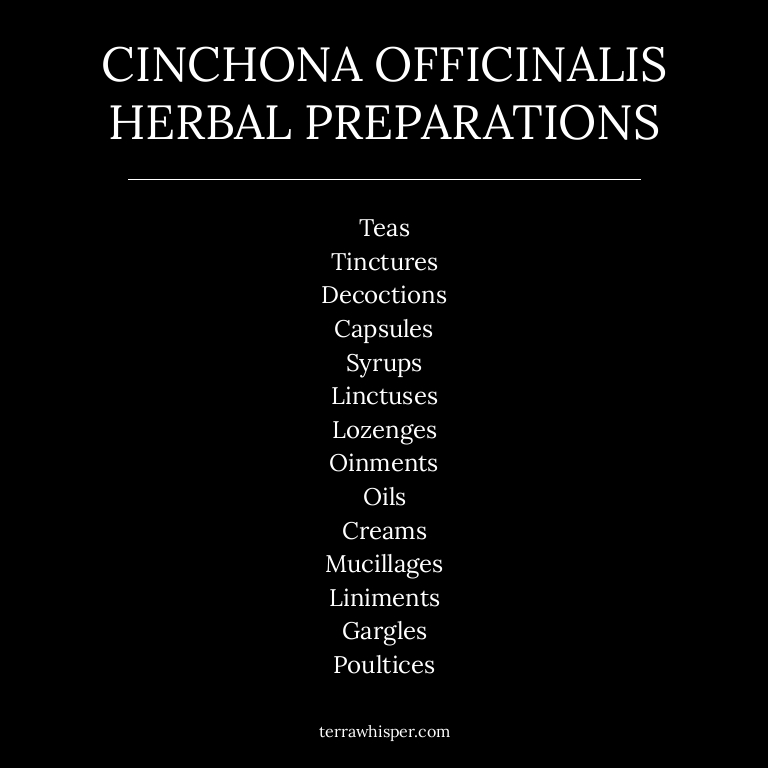 CINCHONA OFFICINALIS
HERBAL PREPARATIONS
Teas
Tinctures
Decoctions
Capsules
Syrups
Linctuses
Lozenges
Oinments
Oils
Creams
Mucillages
Liniments
Gargles
Poultices
terrawhisper.com